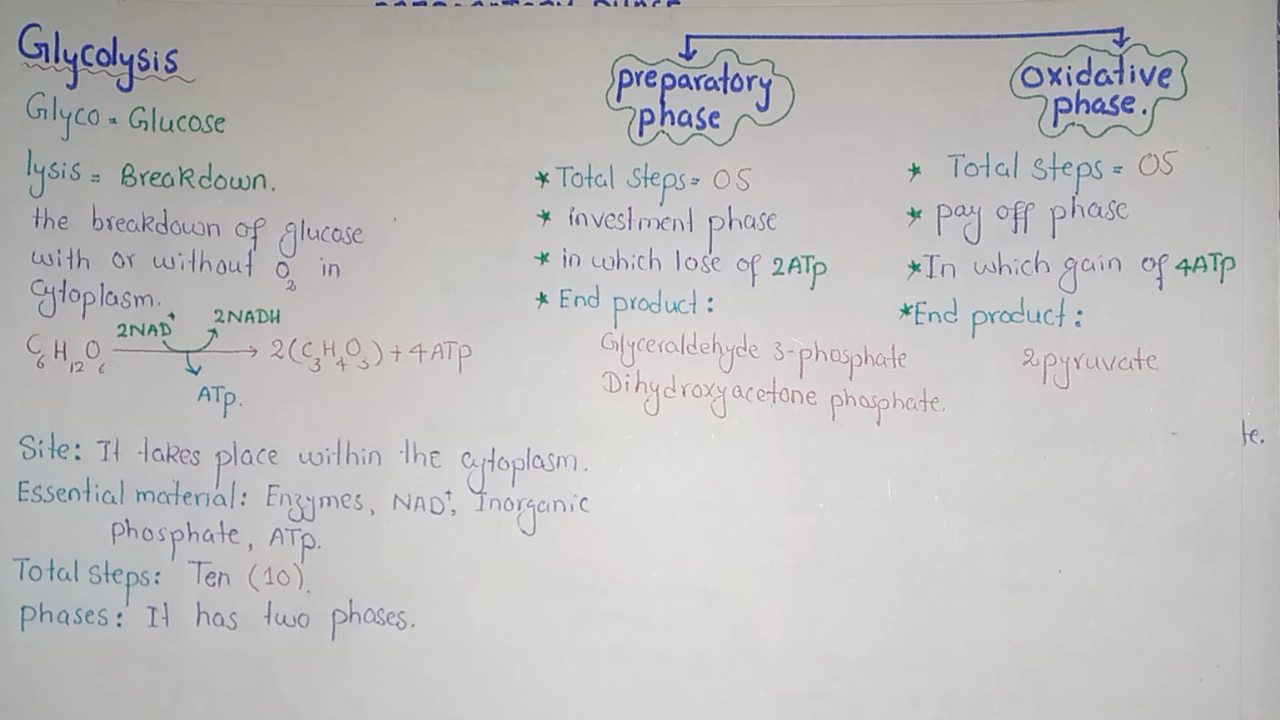 Glycolysis
Glyco = Glucose
lysis = Breakdown.
the breakdown of glucose
with or without O2 in
Cytoplasm.
2NAD+ 2NADH
C6H12O6 → 2(C3H4O3) + 4ATP
ATP.
Site: It takes place within the cytoplasm.
Essential material: Enzymes, NAD+, Inorganic
phosphate, ATP.
Total steps: Ten (10).
phases: It has two phases.
preparatory
phase
* Total steps = 05
* investment phase
* in which lose of 2ATP
* End product:
Glyceraldehyde 3-phosphate
Dihydroxyacetone phosphate.
oxidative
phase.
* Total steps = 05
* pay off phase
* In which gain of 4ATP
* End product:
2pyruvate
te.